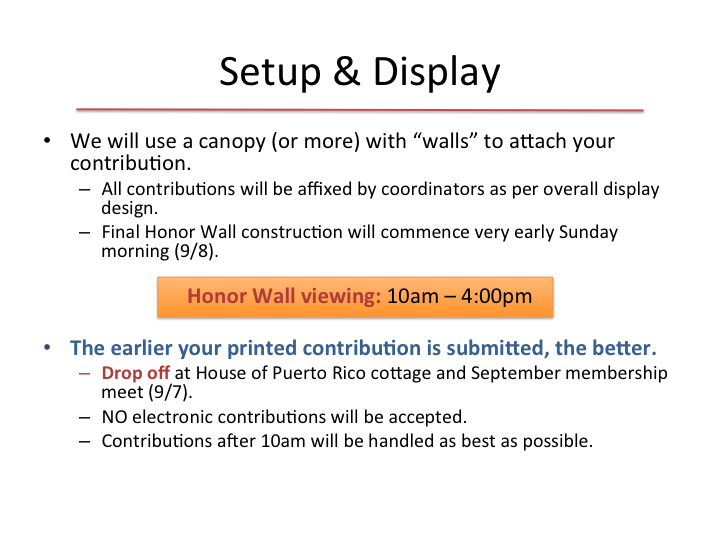 Setup & Display
• We will use a canopy (or more) with “walls” to attach your
contribution.
– All contributions will be affixed by coordinators as per overall display
design.
– Final Honor Wall construction will commence very early Sunday
morning (9/8).
Honor Wall viewing: 10am – 4:00pm
• The earlier your printed contribution is submitted, the better.
– Drop off at House of Puerto Rico cottage and September membership
meet (9/7).
– NO electronic contributions will be accepted.
– Contributions after 10am will be handled as best as possible.